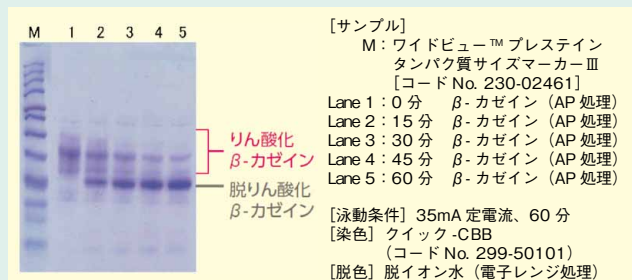 M 1 2 3 4 5
りん酸化
β-カゼイン
脱りん酸化
β-カゼイン
[サンプル]
M：ワイドビュー™ プレステイン
タンパク質サイズマーカーⅢ
[コード No. 230-02461]
Lane 1：0 分 β- カゼイン（AP 処理）
Lane 2：15 分 β- カゼイン（AP 処理）
Lane 3：30 分 β- カゼイン（AP 処理）
Lane 4：45 分 β- カゼイン（AP 処理）
Lane 5：60 分 β- カゼイン（AP 処理）
[泳動条件] 35mA 定電流、60 分
[染色] クイック -CBB
（コード No. 299-50101）
[脱色] 脱イオン水（電子レンジ処理）